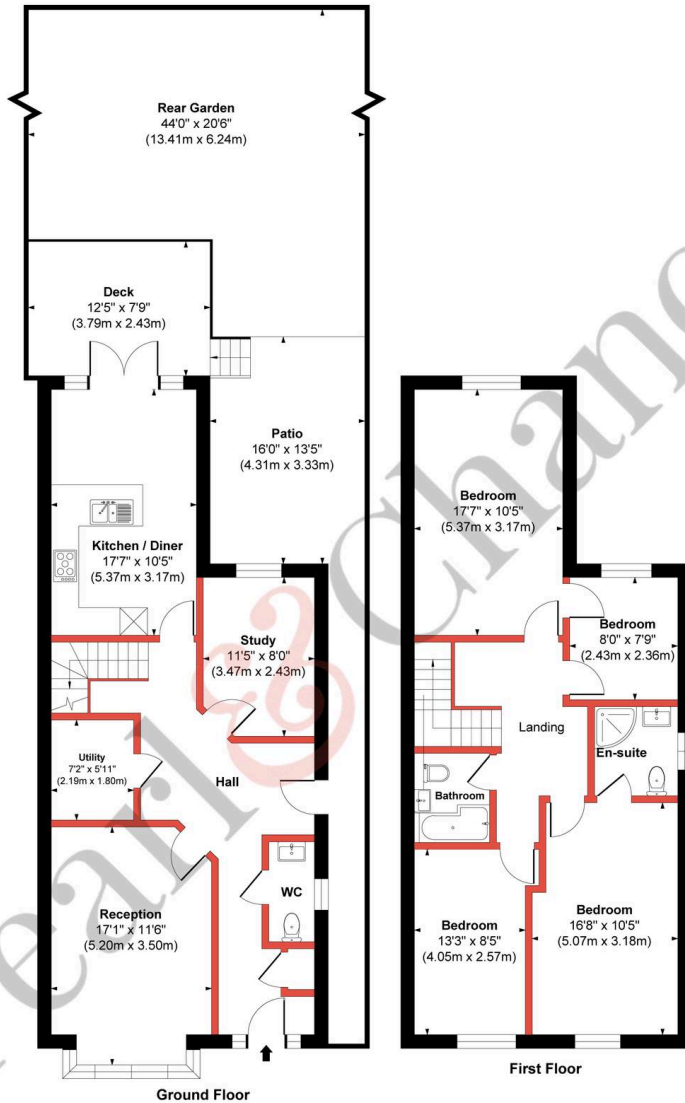 Rear Garden
44'0" x 20'6"
(13.41m x 6.24m)
Deck
12'5" x 7'9"
(3.79m x 2.43m)
Patio
16'0" x 13'5"
(4.31m x 3.33m)
Kitchen / Diner
17'7" x 10'5"
(5.37m x 3.17m)
Study
11'5" x 8'0"
(3.47m x 2.43m)
Utility
7'2" x 5'11"
(2.19m x 1.80m)
Hall
WC
Reception
17'1" x 11'6"
(5.20m x 3.50m)
Ground Floor
Bedroom
17'7" x 10'5"
(5.37m x 3.17m)
Bedroom
8'0" x 7'9"
(2.43m x 2.36m)
Landing
En-suite
Bathroom
Bedroom
13'3" x 8'5"
(4.05m x 2.57m)
Bedroom
16'8" x 10'5"
(5.07m x 3.18m)
First Floor